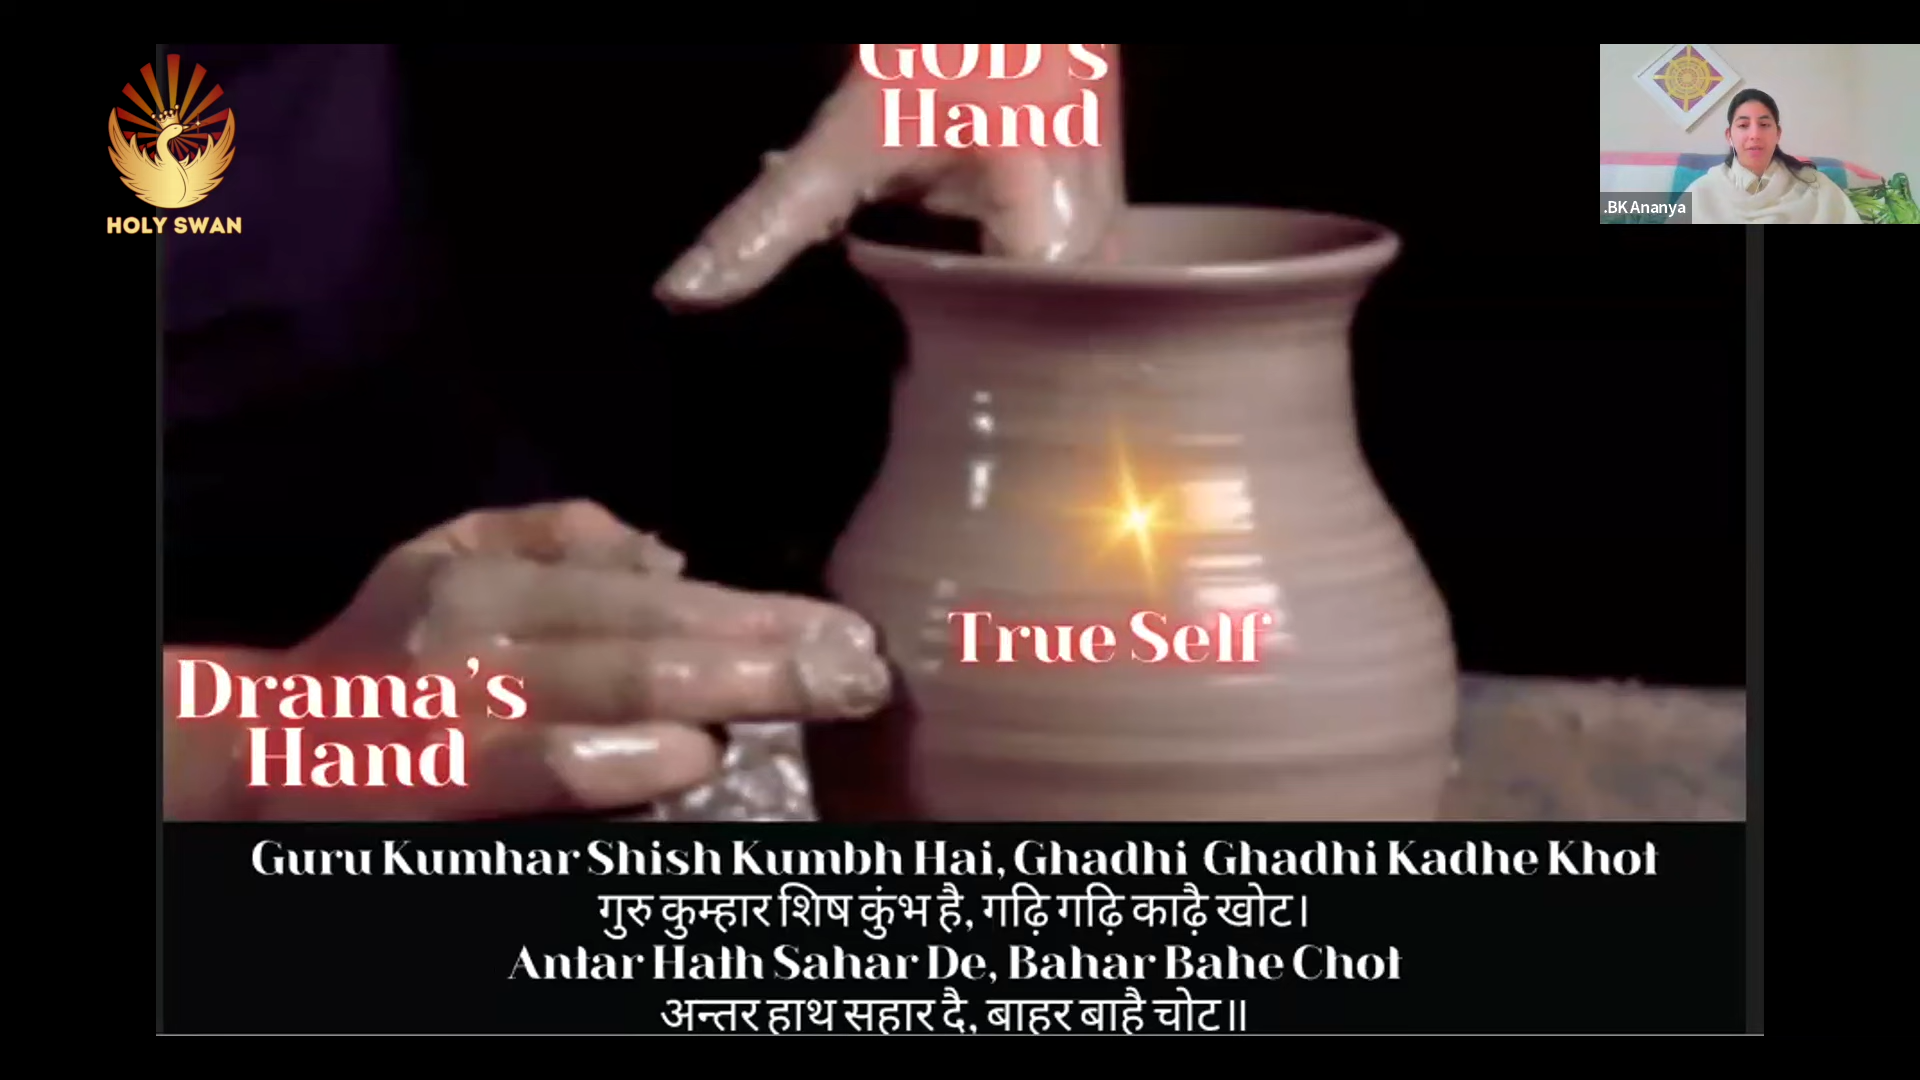 GOD's
Hand
HOLY SWAN
.BK Ananya
True Self
Drama's
Hand
Guru Kumhar Shish Kumbh Hai, Ghadhi Ghadhi Kadhe Khot
गुरु कुम्हार शिष कुंभ है, गढ़ि गढ़ि काढ़ै खोट।
Antar Hath Sahar De, Bahar Bahe Chot
अन्तर हाथ सहार दै, बाहर बाहै चोट॥